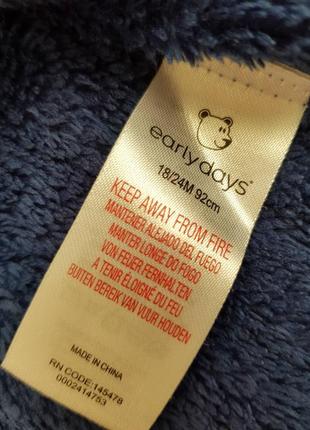 early days
18/24M 92cm
KEEP AWAY FROM FIRE
MANTENER ALEJADO DEL FUEGO
MANTER LONGE DO FOGO
VON FEUER FERNHALTEN.
A TENIR ÉLOIGNÉ DU FEU
BUITEN BEREIK VAN VUUR HOUDEN
MADE IN CHINA
RN CODE: 145478
0002414753